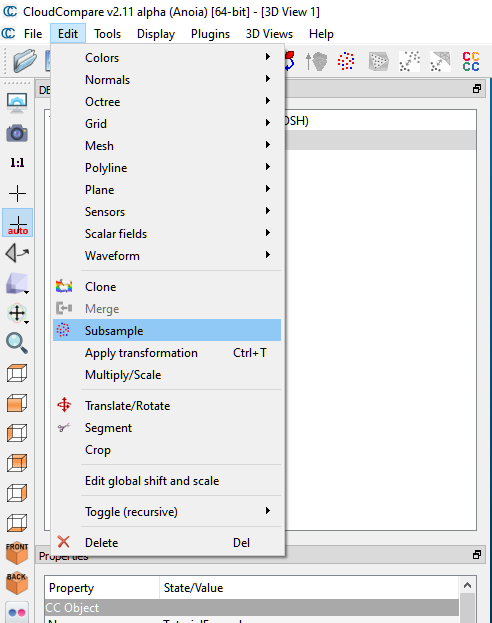 CloudCompare v2.11 alpha (Anoia) [64-bit] - [3D View 1]
File Edit Tools Display Plugins 3D Views Help
CC
CC
DB
OSH)
1:1
auto
Colors
Normals
Octree
Grid
Mesh
Polyline
Plane
Sensors
Scalar fields
Waveform
Clone
Merge
Subsample
Apply transformation Ctrl+T
Multiply/Scale
Translate/Rotate
Segment
Crop
Edit global shift and scale
Toggle (recursive)
Delete Del
FRONT
BACK
Properties
Property State/Value
CC Object